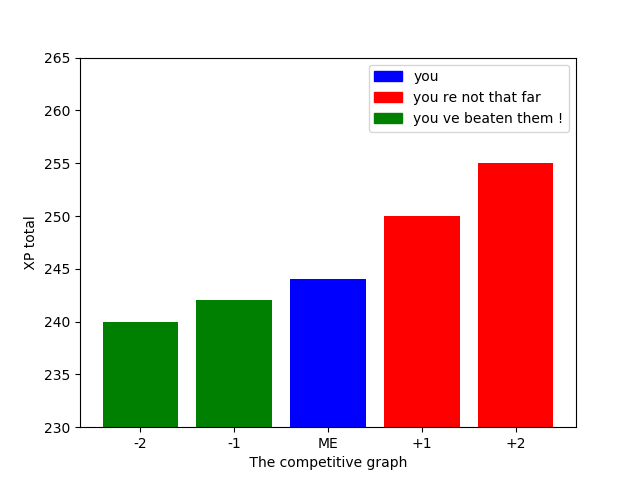 265
260
255
250
245
240
235
230
XP total
you
you re not that far
you ve beaten them !
-2 -1 ME +1 +2
The competitive graph